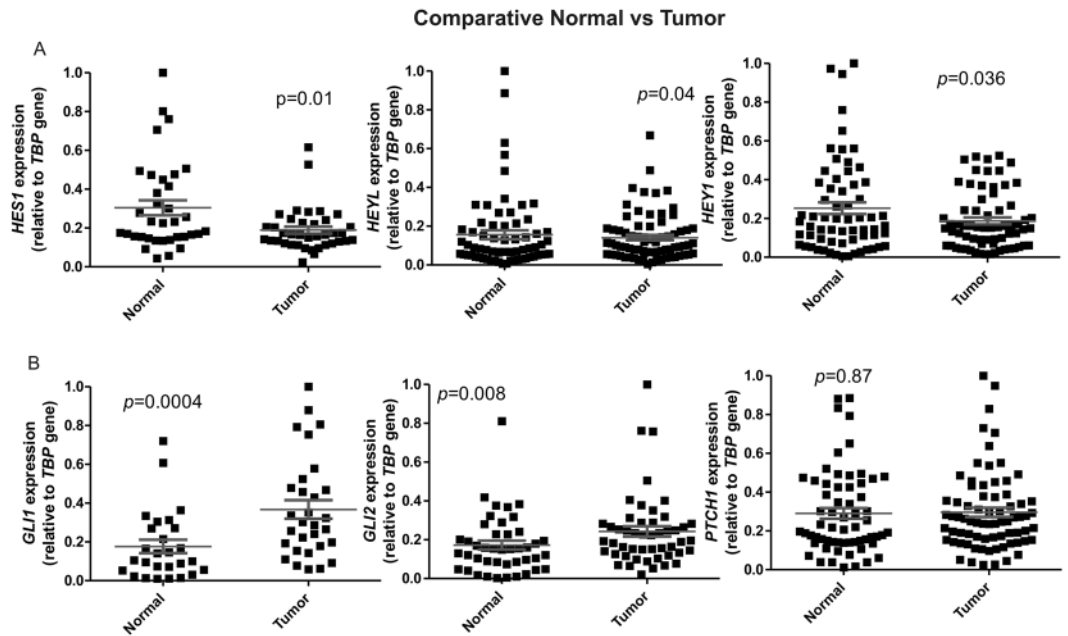 Comparative Normal vs Tumor
A
HES1 expression
(relative to TBP gene)
1.0
0.8
0.6
0.4
0.2
0.0
p=0.01
Normal
Tumor
HEYL expression
(relative to TBP gene)
1.0
0.8
0.6
0.4
0.2
0.0
p=0.04
Normal
Tumor
HEY1 expression
(relative to TBP gene)
1.0
0.8
0.6
0.4
0.2
0.0
p=0.036
Normal
Tumor
B
GLI1 expression
(relative to TBP gene)
1.0
0.8
0.6
0.4
0.2
0.0
p=0.0004
Normal
Tumor
GLI2 expression
(relative to TBP gene)
1.0
0.8
0.6
0.4
0.2
0.0
p=0.008
Normal
Tumor
PTCH1 expression
(relative to TBP gene)
1.0
0.8
0.6
0.4
0.2
0.0
p=0.87
Normal
Tumor